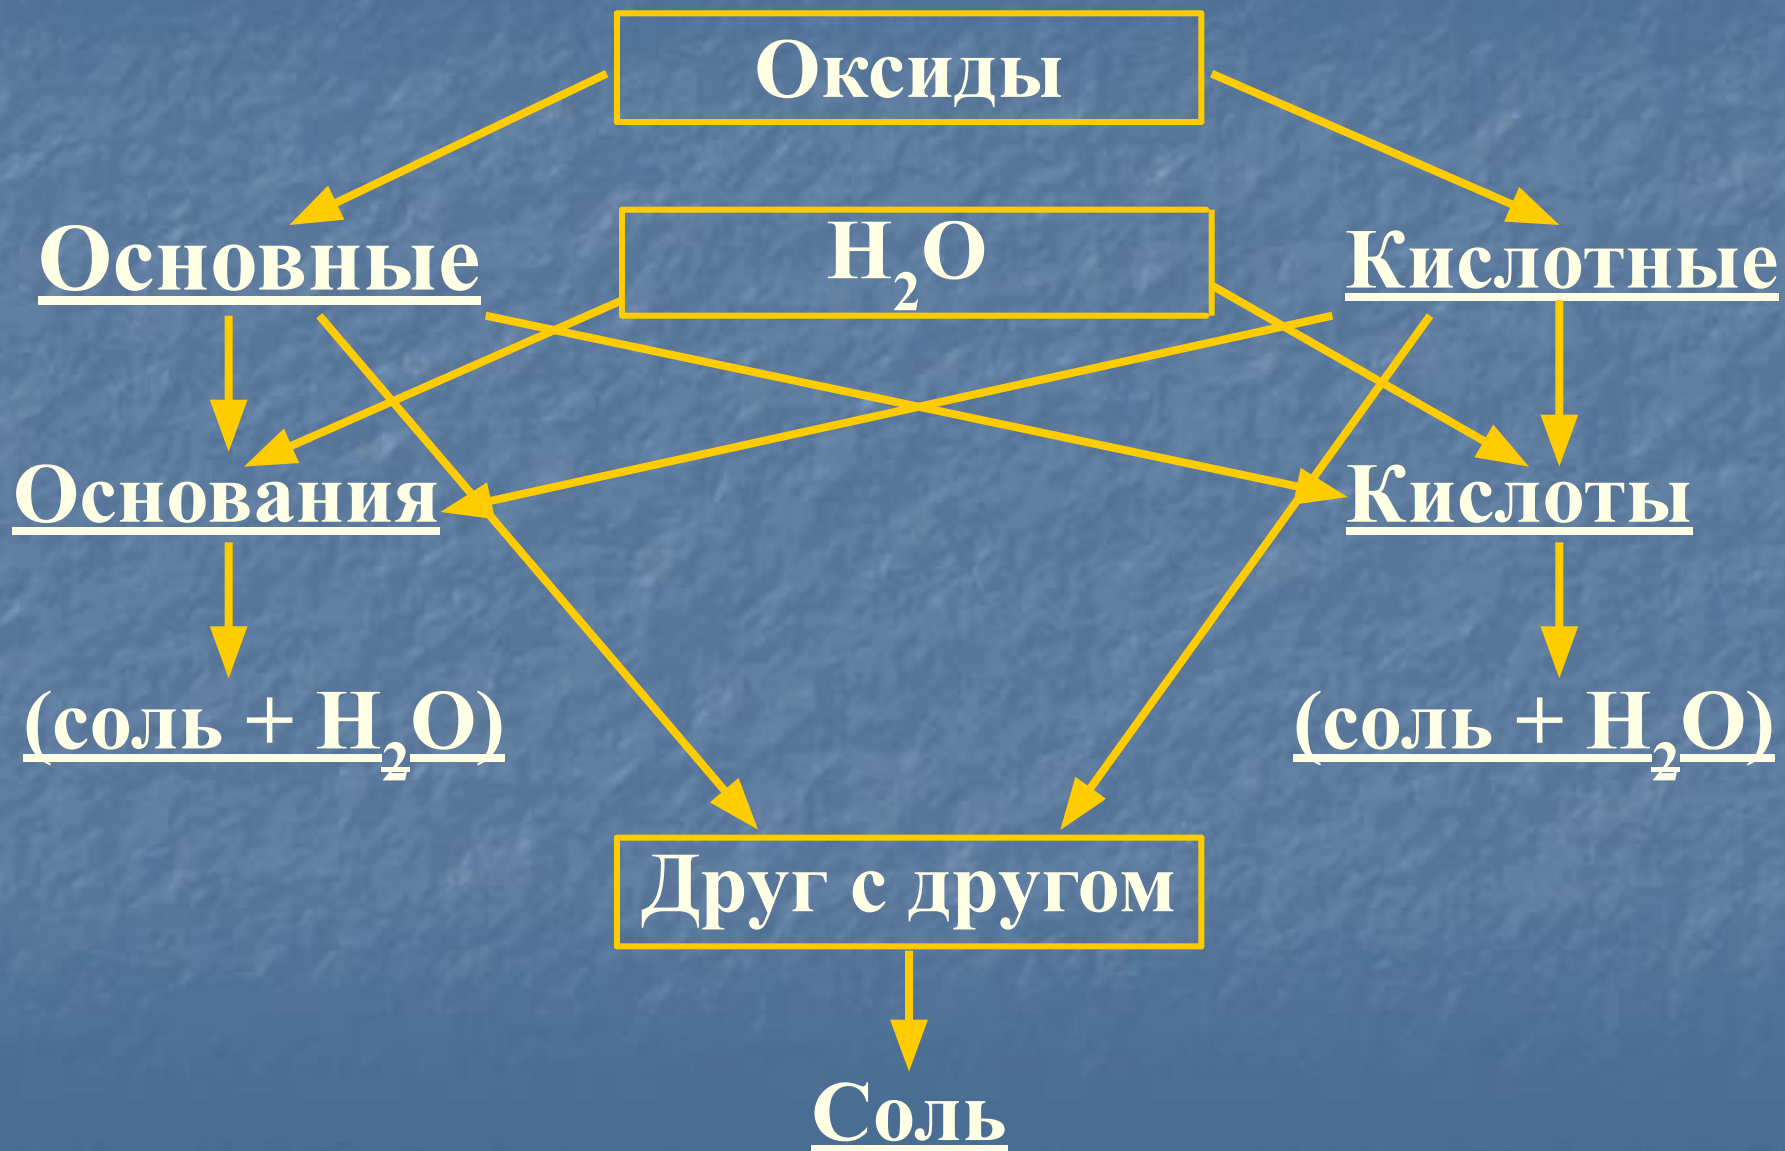 Оксиды
Основные
H₂O
Кислотные
Основания
Кислоты
(соль + H₂O)
(соль + H₂O)
Друг с другом
Соль